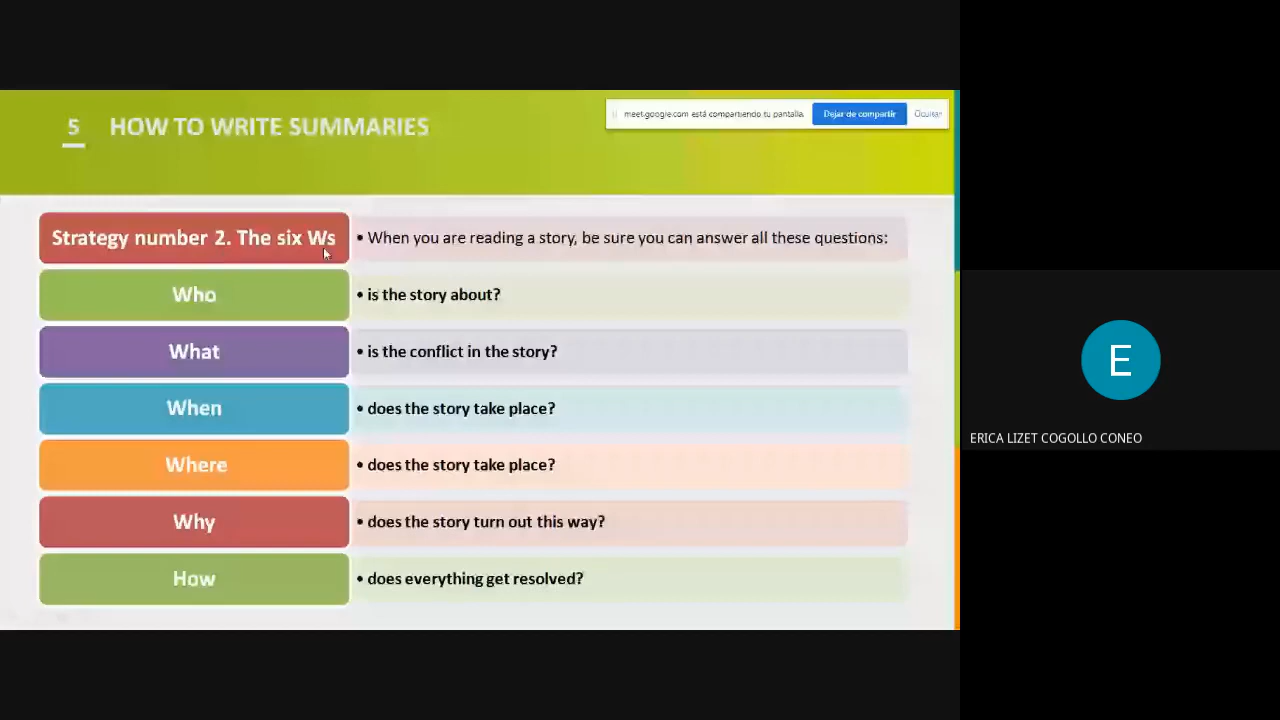 5 HOW TO WRITE SUMMARIES
meet.google.com está compartiendo tu pantalla. Dejar de compartir Ocultar
Strategy number 2. The six Ws • When you are reading a story, be sure you can answer all these questions:
Who • is the story about?
What • is the conflict in the story?
When • does the story take place?
Where • does the story take place?
Why • does the story turn out this way?
How • does everything get resolved?
E
ERICA LIZET COGOLLO CONEO